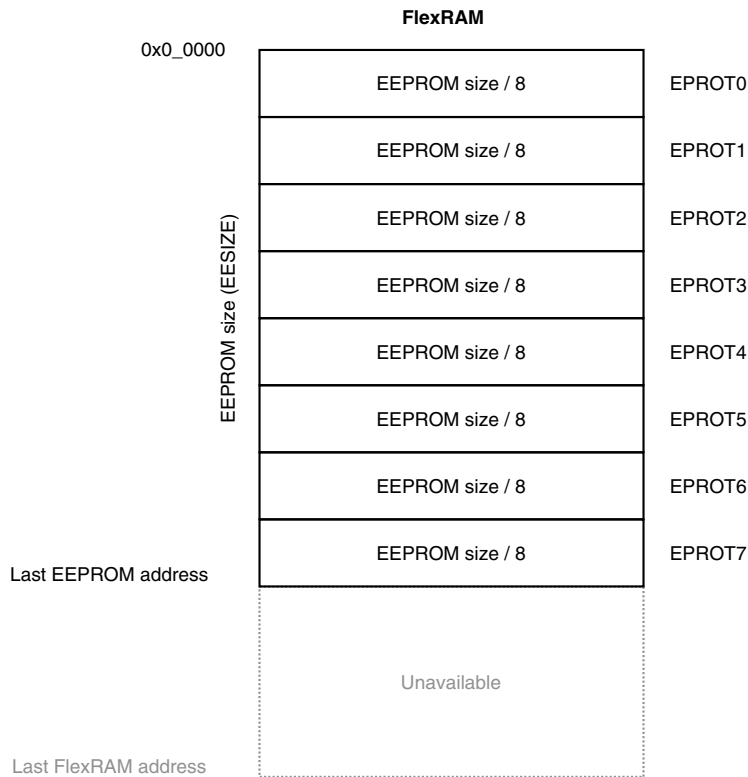 FlexRAM
0x0_0000
EEPROM size / 8
EPROT0
EEPROM size / 8
EPROT1
EEPROM size / 8
EPROT2
EEPROM size / 8
EPROT3
EEPROM size / 8
EPROT4
EEPROM size / 8
EPROT5
EEPROM size / 8
EPROT6
EEPROM size / 8
EPROT7
EEPROM size (EESIZE)
Last EEPROM address
Unavailable
Last FlexRAM address